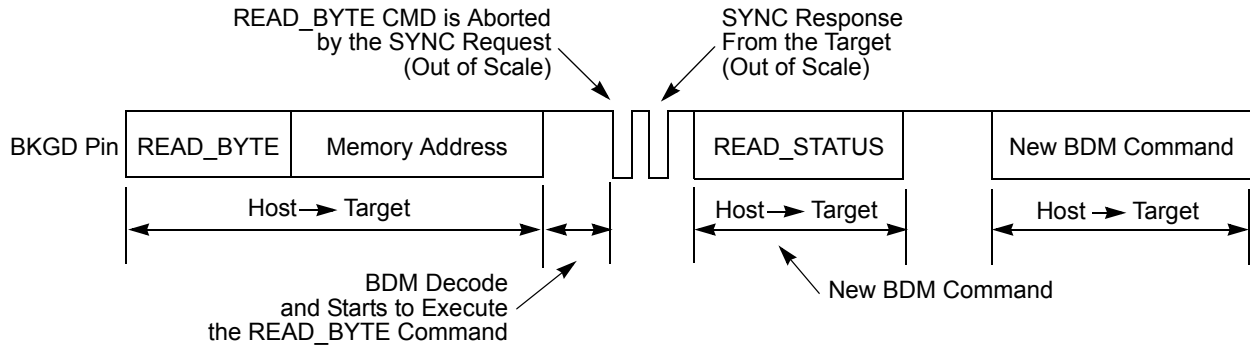 READ_BYTE CMD is Aborted
by the SYNC Request
(Out of Scale)
SYNC Response
From the Target
(Out of Scale)
BKGD Pin
READ_BYTE
Memory Address
READ_STATUS
New BDM Command
Host → Target
Host → Target
Host → Target
BDM Decode
and Starts to Execute
the READ_BYTE Command
New BDM Command